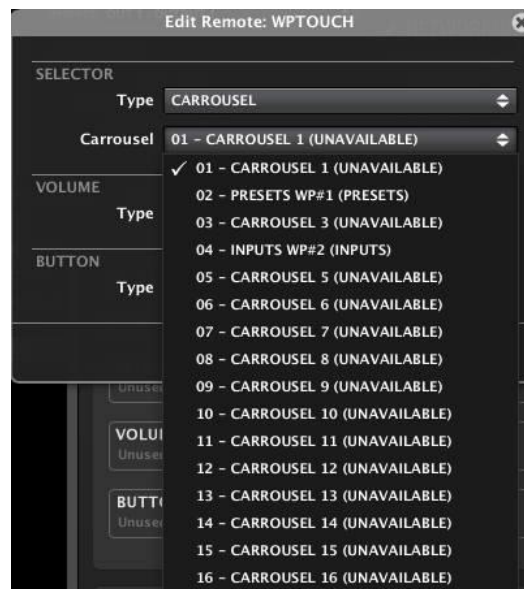 Edit Remote: WPTOUCH
SELECTOR
Type CARROUSEL
Carrousel 01 – CARROUSEL 1 (UNAVAILABLE)
✓ 01 – CARROUSEL 1 (UNAVAILABLE)
02 – PRESETS WP#1 (PRESETS)
03 – CARROUSEL 3 (UNAVAILABLE)
04 – INPUTS WP#2 (INPUTS)
05 – CARROUSEL 5 (UNAVAILABLE)
06 – CARROUSEL 6 (UNAVAILABLE)
07 – CARROUSEL 7 (UNAVAILABLE)
08 – CARROUSEL 8 (UNAVAILABLE)
09 – CARROUSEL 9 (UNAVAILABLE)
10 – CARROUSEL 10 (UNAVAILABLE)
11 – CARROUSEL 11 (UNAVAILABLE)
12 – CARROUSEL 12 (UNAVAILABLE)
13 – CARROUSEL 13 (UNAVAILABLE)
14 – CARROUSEL 14 (UNAVAILABLE)
15 – CARROUSEL 15 (UNAVAILABLE)
16 – CARROUSEL 16 (UNAVAILABLE)
VOLUME
Type
BUTTON
Type
Unuse
VOLU
Unuse
BUTT
Unuse